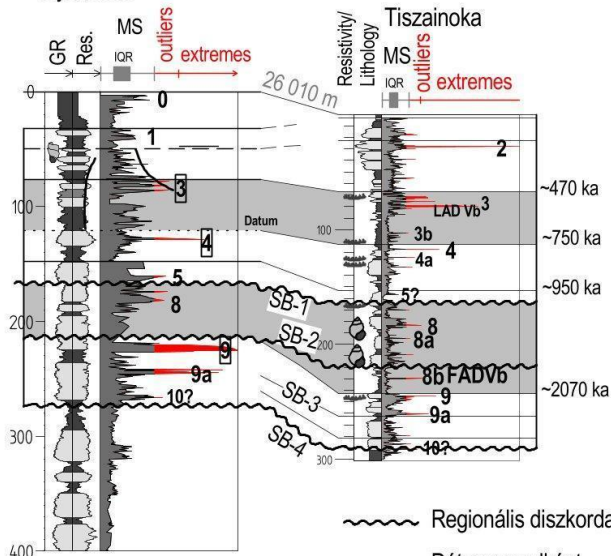 Tiszainoka
GR
Res.
MS
IQR
outliers
extremes
Resistivity/
Lithology
MS
IQR
outliers
extremes
26 010 m
0
100
200
300
400
0
1
3
Datum
4
5
8
9
9a
10?
SB-1
SB-2
SB-3
SB-4
100
200
300
2
3
LAD Vb
3b
4
4a
5?
8
8a
8b FADVb
9
9a
10?
~470 ka
~750 ka
~950 ka
~2070 ka
Regionális diszkorda